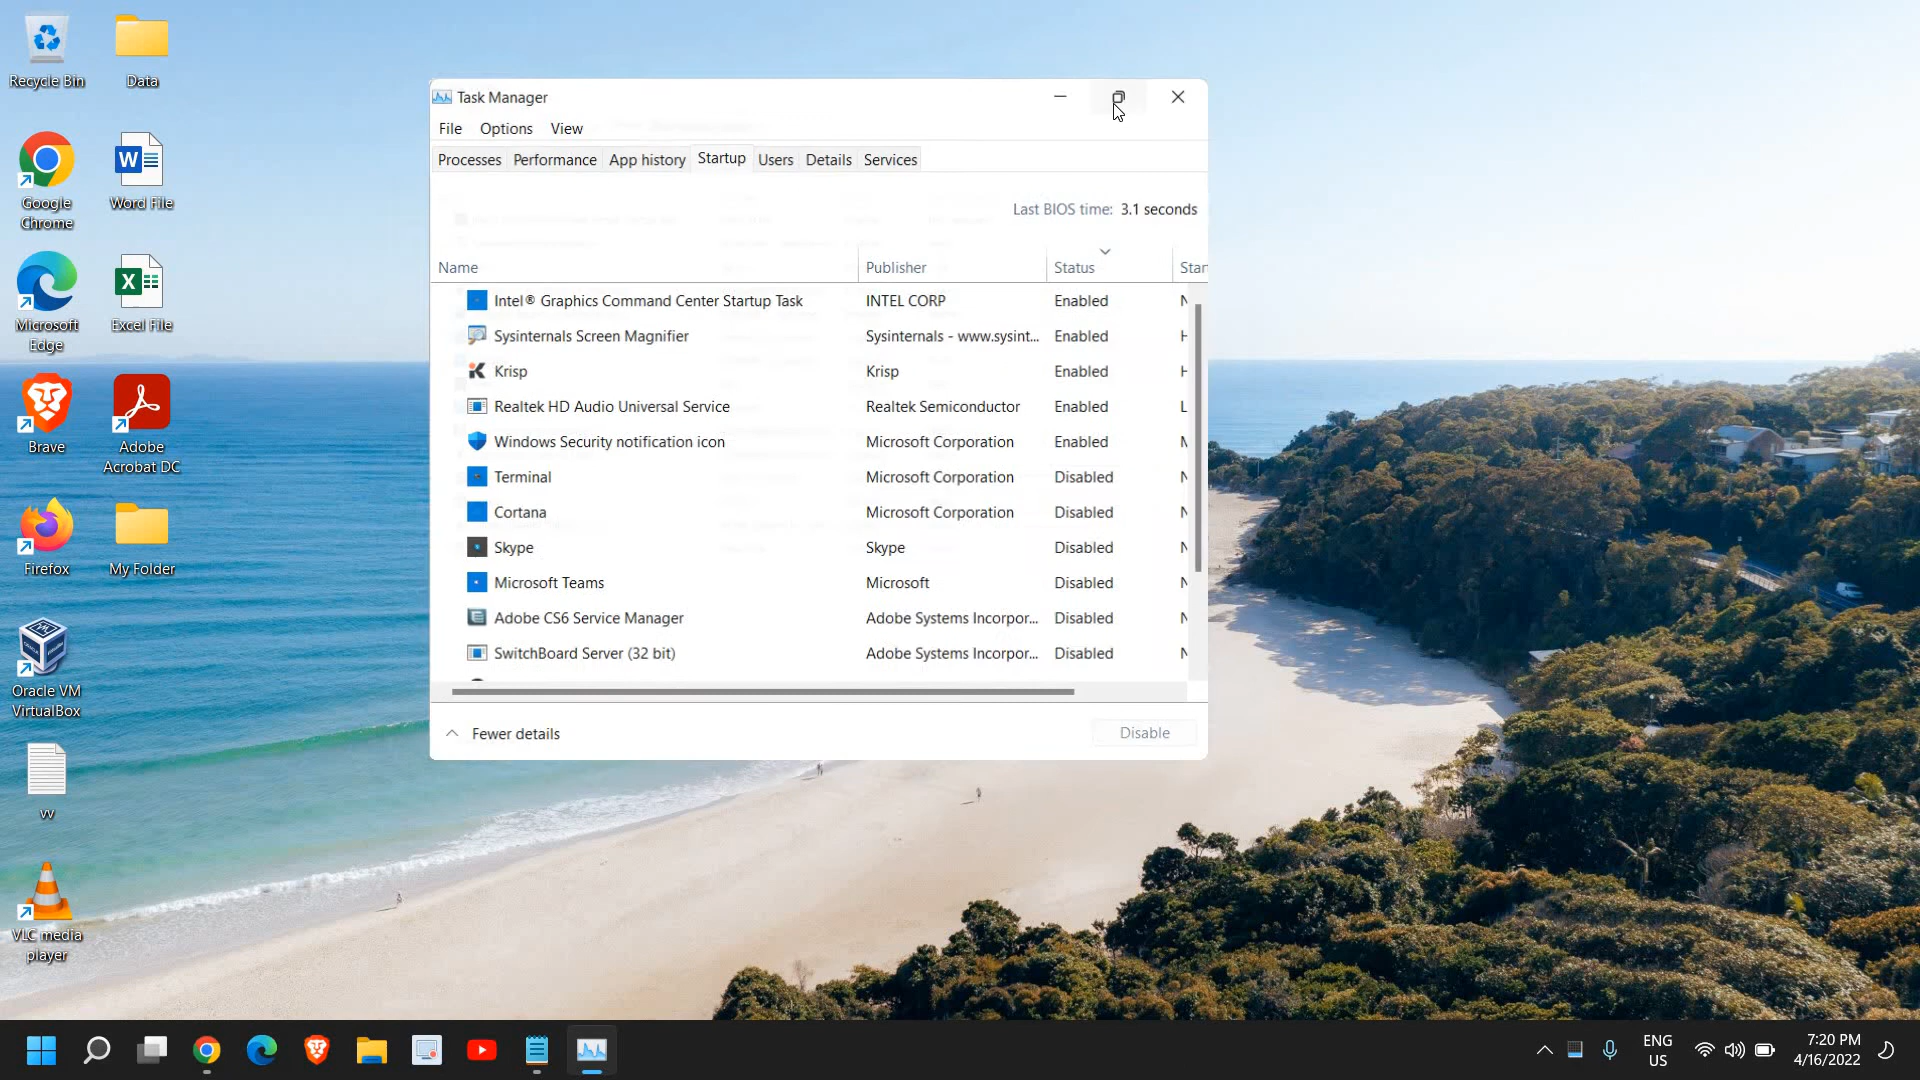 Recycle Bin
Data
Google
Chrome
Word File
Microsoft
Edge
Excel File
Brave
Adobe
Acrobat DC
Firefox
My Folder
Oracle VM
VirtualBox
vv
VLC media
player
Task Manager
File Options View
Processes Performance App history Startup Users Details Services
Last BIOS time: 3.1 seconds
Name Publisher Status
Intel® Graphics Command Center Startup Task INTEL CORP Enabled
Sysinternals Screen Magnifier Sysinternals - www.sysint... Enabled
Krisp Krisp Enabled
Realtek HD Audio Universal Service Realtek Semiconductor Enabled
Windows Security notification icon Microsoft Corporation Enabled
Terminal Microsoft Corporation Disabled
Cortana Microsoft Corporation Disabled
Skype Skype Disabled
Microsoft Teams Microsoft Disabled
Adobe CS6 Service Manager Adobe Systems Incorpor... Disabled
SwitchBoard Server (32 bit) Adobe Systems Incorpor... Disabled
Fewer details Disable
ENG
US
7:20 PM
4/16/2022